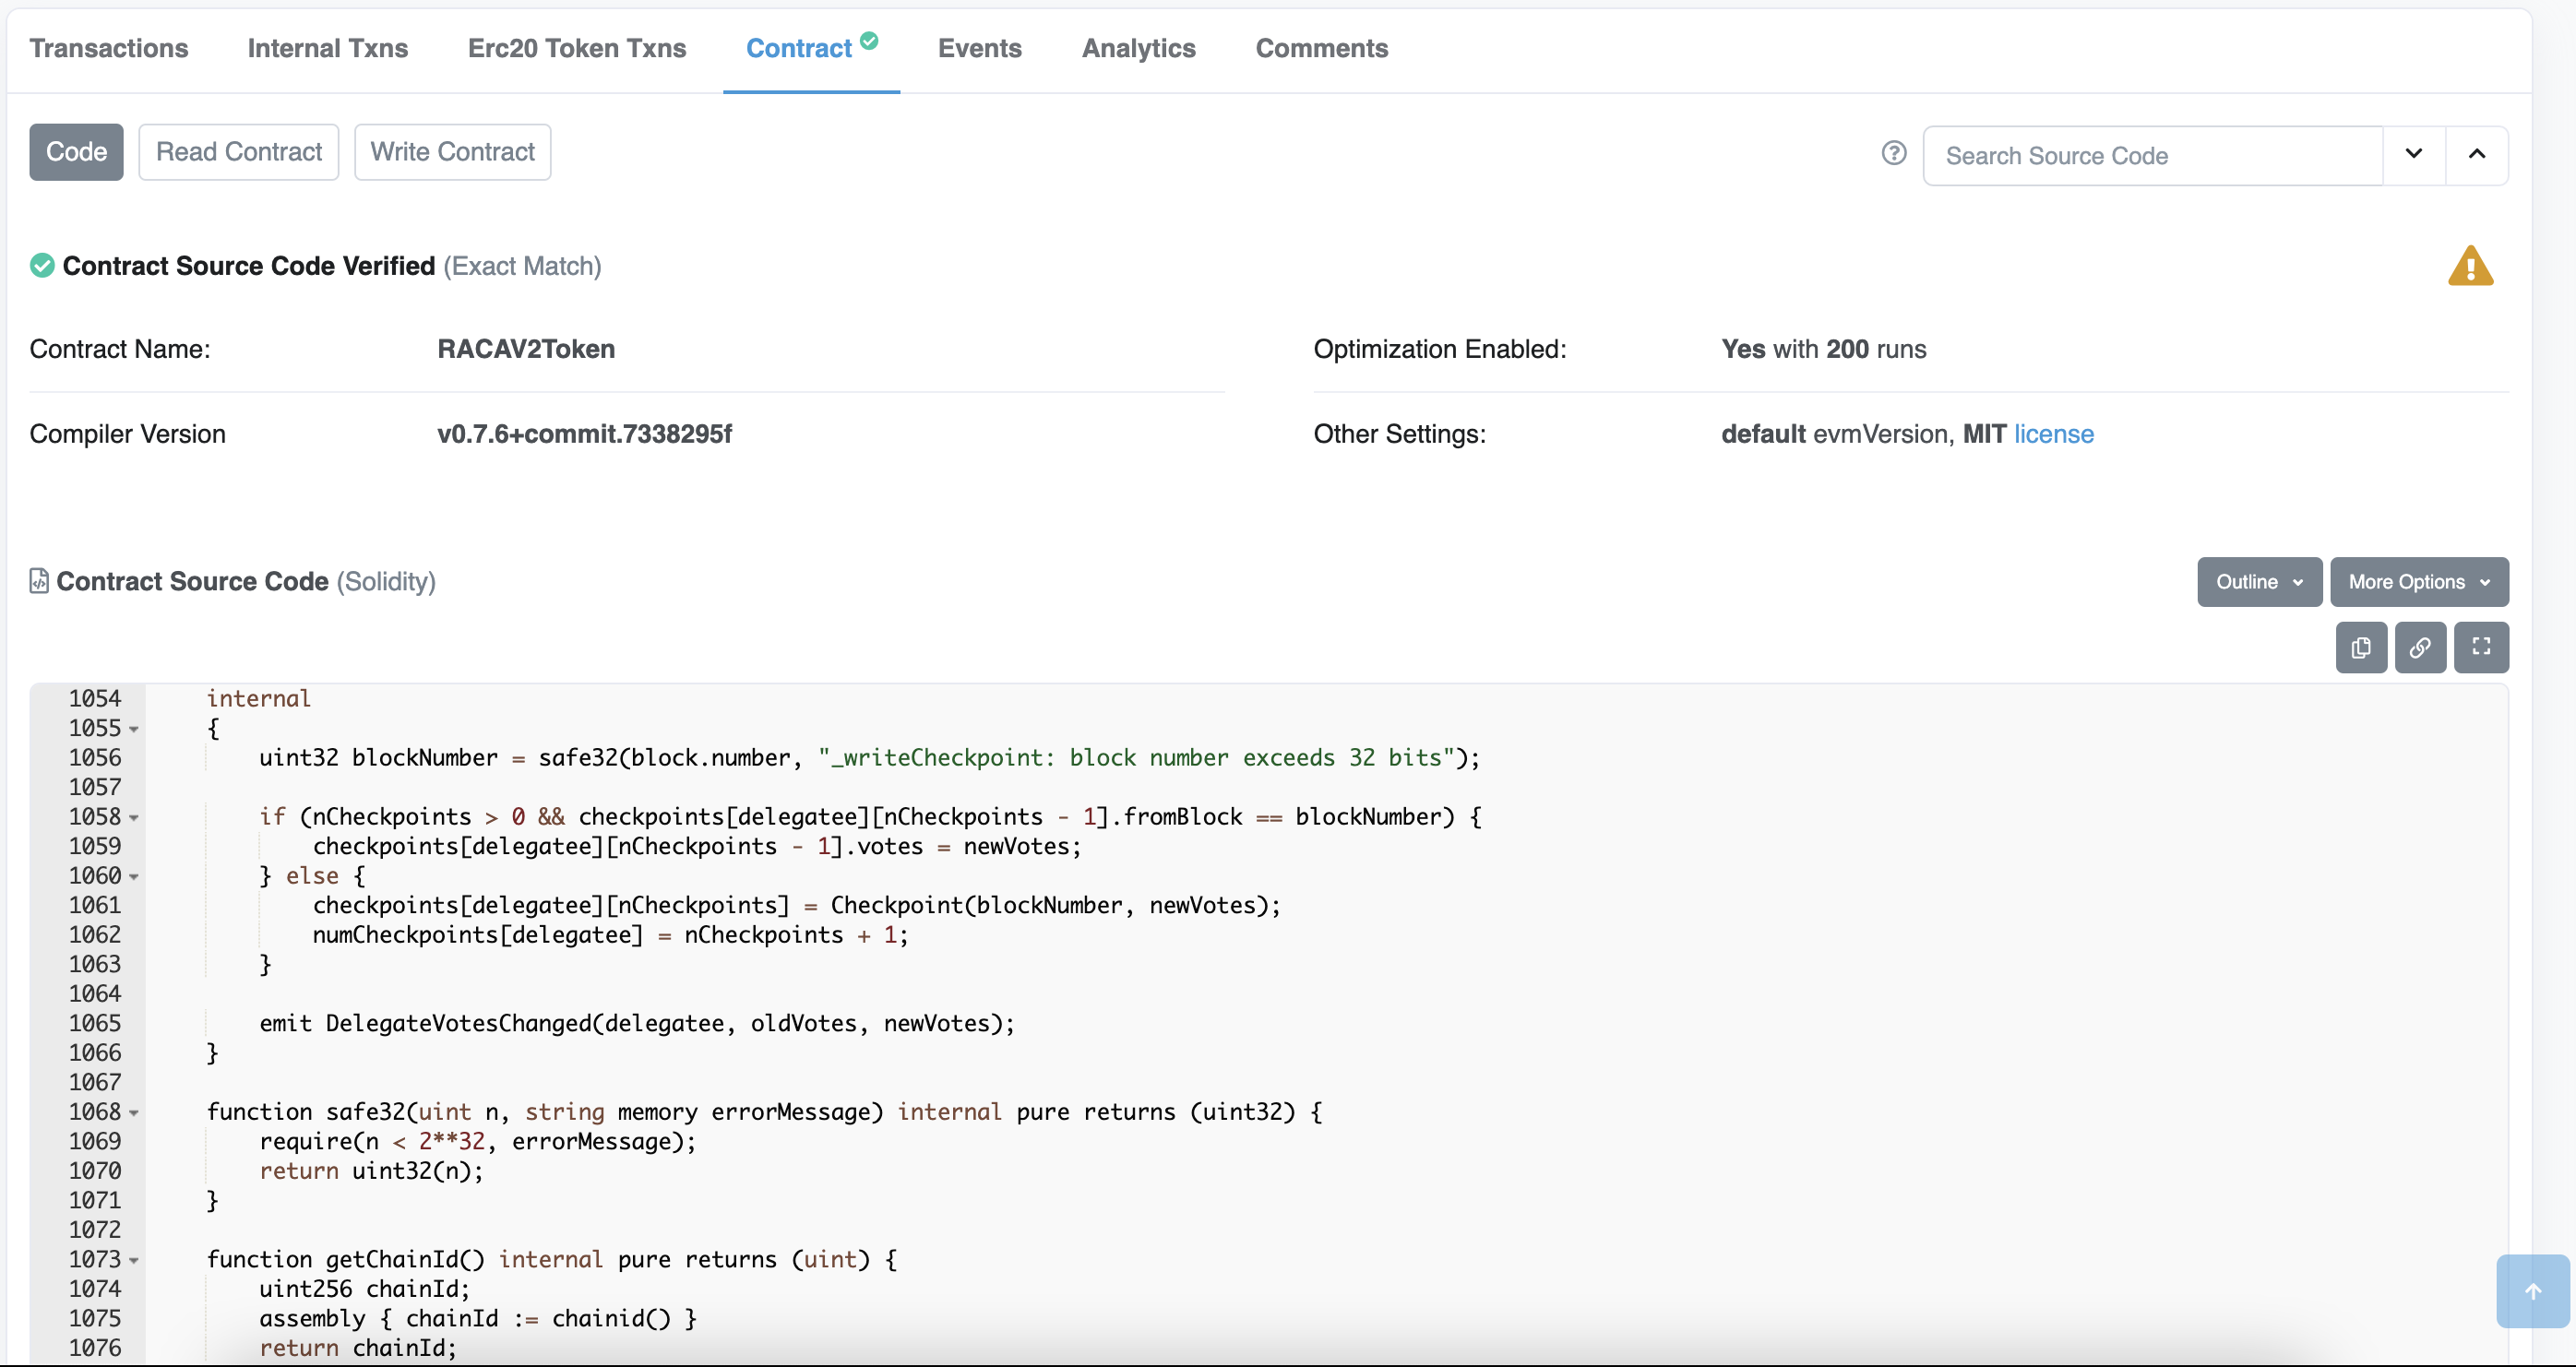 Transactions Internal Txns Erc20 Token Txns Contract Events Analytics Comments
Code Read Contract Write Contract Search Source Code
Contract Source Code Verified (Exact Match)
Contract Name: RACAV2Token Optimization Enabled: Yes with 200 runs
Compiler Version v0.7.6+commit.7338295f Other Settings: default evmVersion, MIT license
Contract Source Code (Solidity) Outline More Options
1054 internal
1055 {
1056 uint32 blockNumber = safe32(block.number, "_writeCheckpoint: block number exceeds 32 bits");
1057
1058 if (nCheckpoints > 0 && checkpoints[delegatee][nCheckpoints - 1].fromBlock == blockNumber) {
1059 checkpoints[delegatee][nCheckpoints - 1].votes = newVotes;
1060 } else {
1061 checkpoints[delegatee][nCheckpoints] = Checkpoint(blockNumber, newVotes);
1062 numCheckpoints[delegatee] = nCheckpoints + 1;
1063 }
1064
1065 emit DelegateVotesChanged(delegatee, oldVotes, newVotes);
1066 }
1067
1068 function safe32(uint n, string memory errorMessage) internal pure returns (uint32) {
1069 require(n < 2**32, errorMessage);
1070 return uint32(n);
1071 }
1072
1073 function getChainId() internal pure returns (uint) {
1074 uint256 chainId;
1075 assembly { chainId := chainid() }
1076 return chainId;